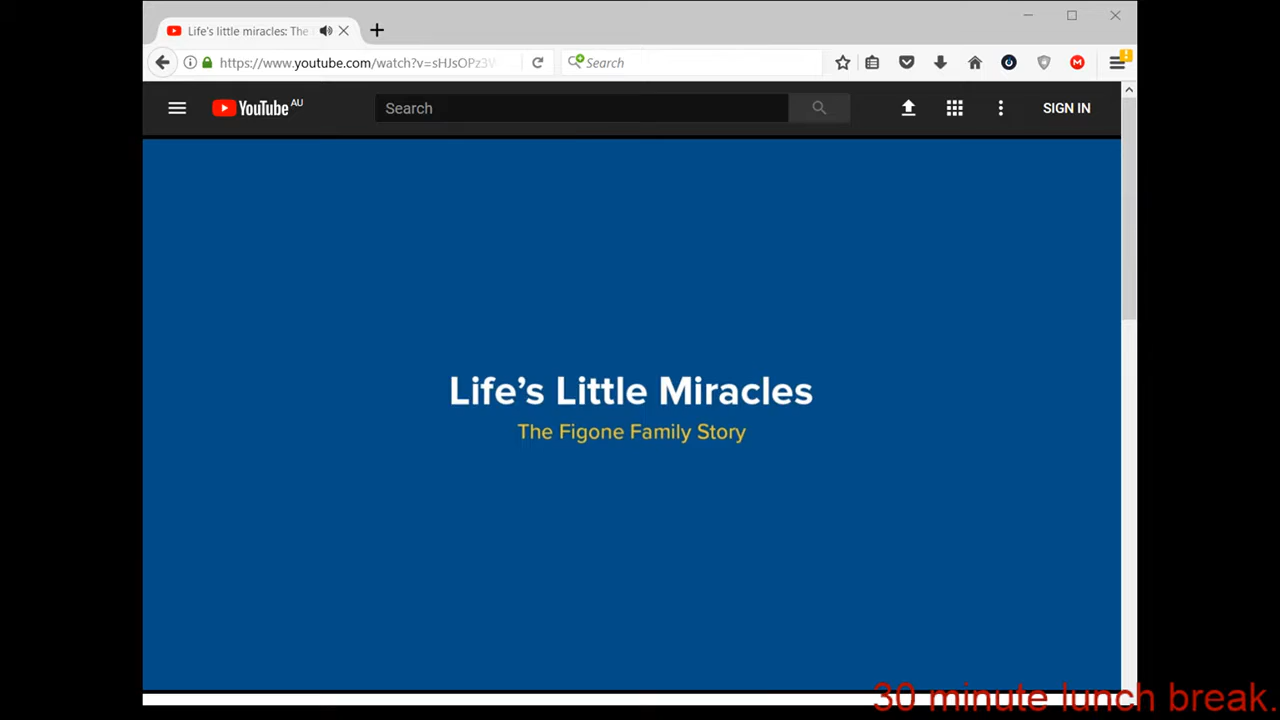 Life's little miracles: The
https://www.youtube.com/watch?v=sHJsOPz3
Search
YouTube AU
Search
SIGN IN
Life’s Little Miracles
The Figone Family Story
30 minute lunch break.